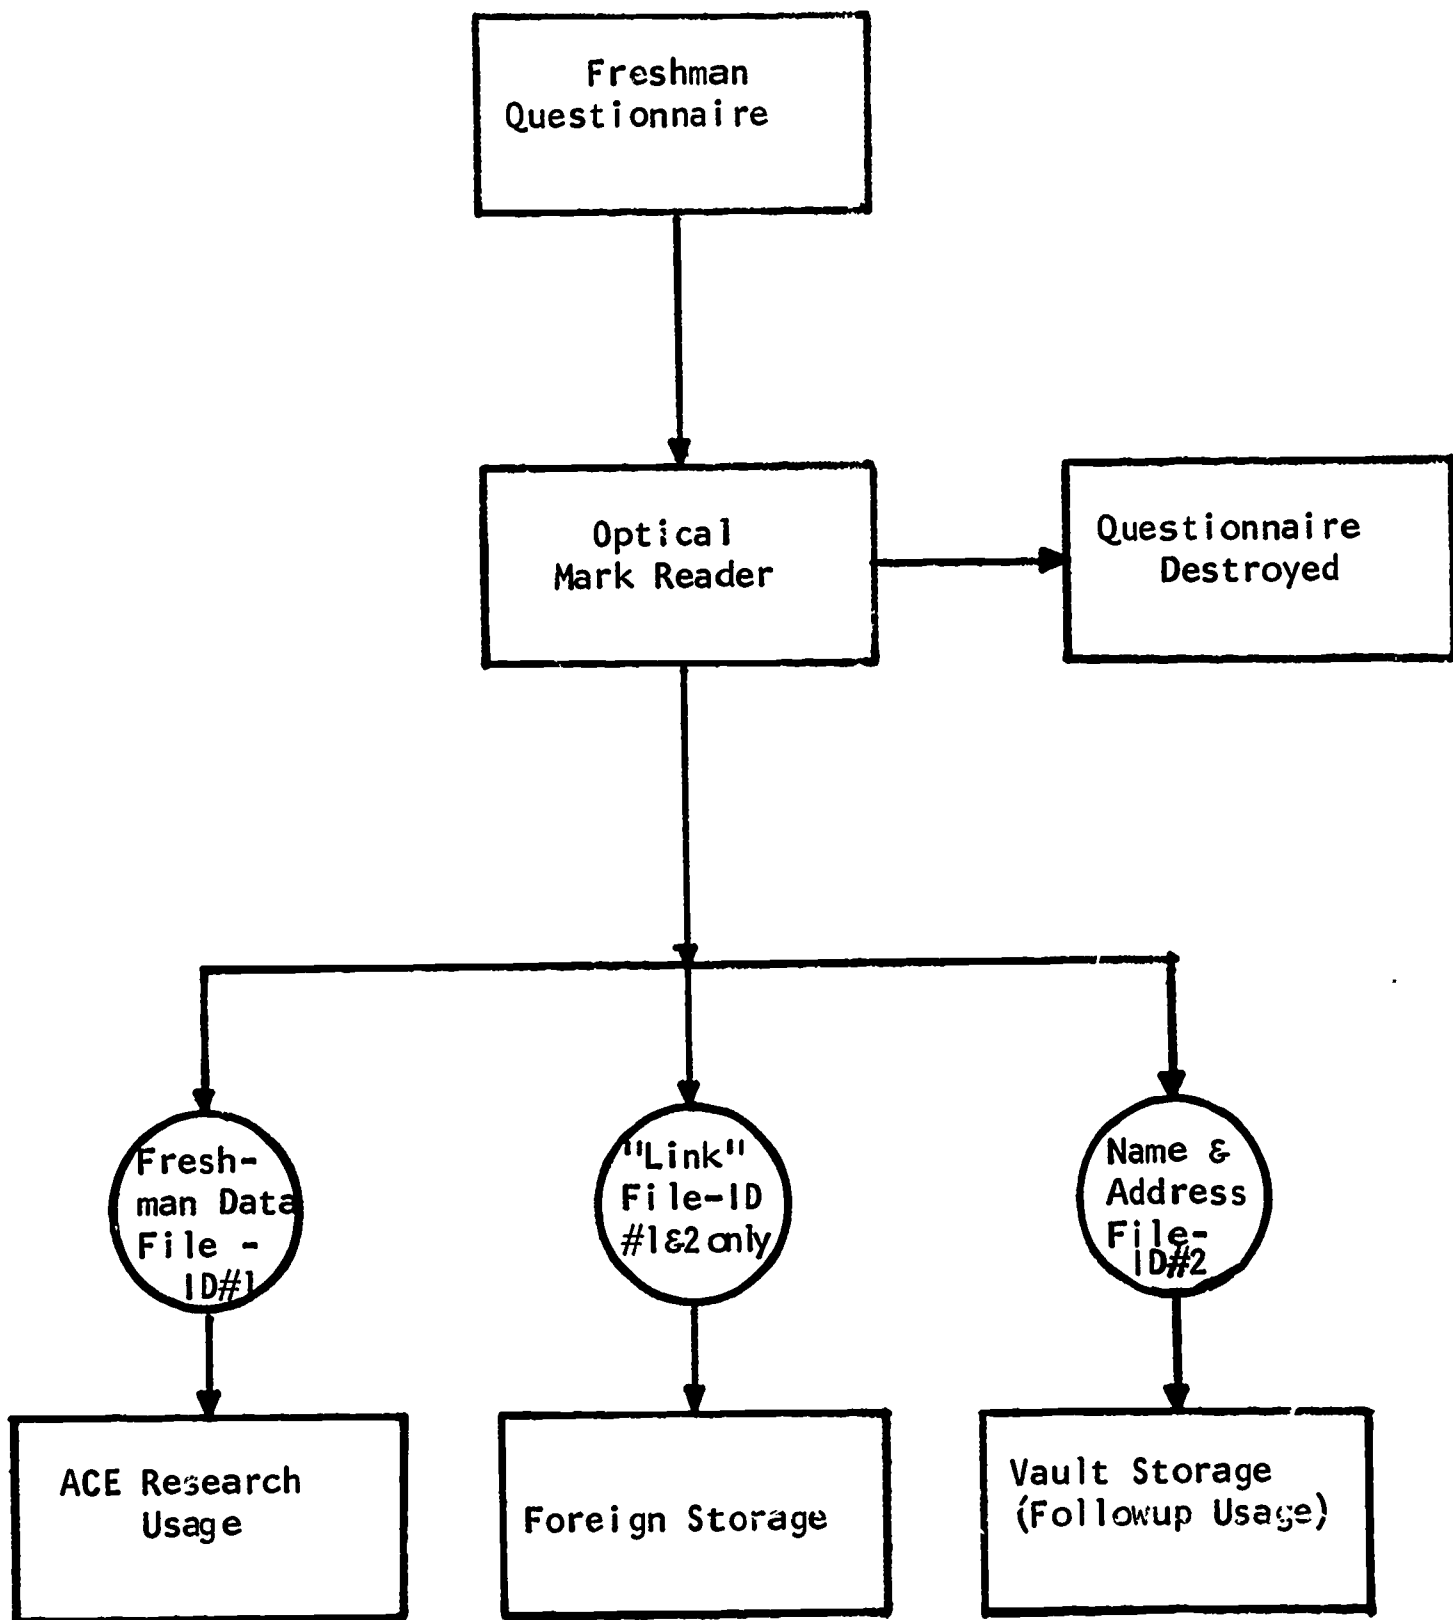 Freshman
Questionnaire
Optical
Mark Reader
Questionnaire
Destroyed
Fresh-
man Data
File -
ID#1
"Link"
File-ID
#1&2 only
Name &
Address
File-
ID#2
ACE Research
Usage
Foreign Storage
Vault Storage
(Followup Usage)